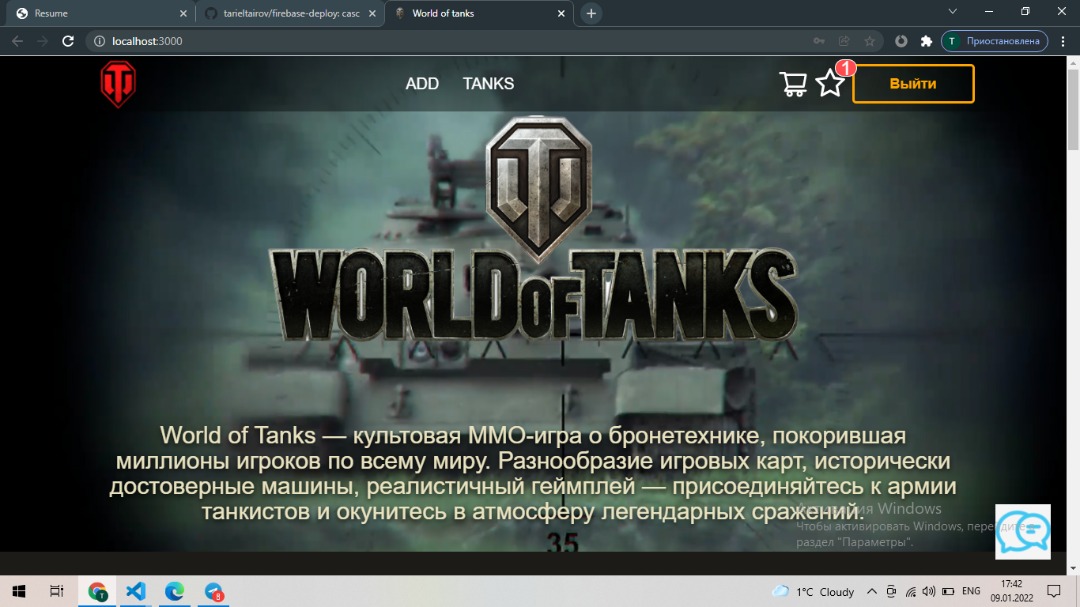 Resume
tarieltairov/firebase-deploy: casc
World of tanks
localhost:3000
T Приостановлена
ADD TANKS
1
Выйти
WORLD OF TANKS
World of Tanks — культовая ММО-игра о бронетехнике, покорившая
миллионы игроков по всему миру. Разнообразие игровых карт, исторически
достоверные машины, реалистичный геймплей — присоединяйтесь к армии
танкистов и окунитесь в атмосферу легендарных сражений.
Windows
Чтобы активировать Windows, перейдите в
раздел "Параметры".
35
T
8
1°C Cloudy
ENG
17:42
09.01.2022